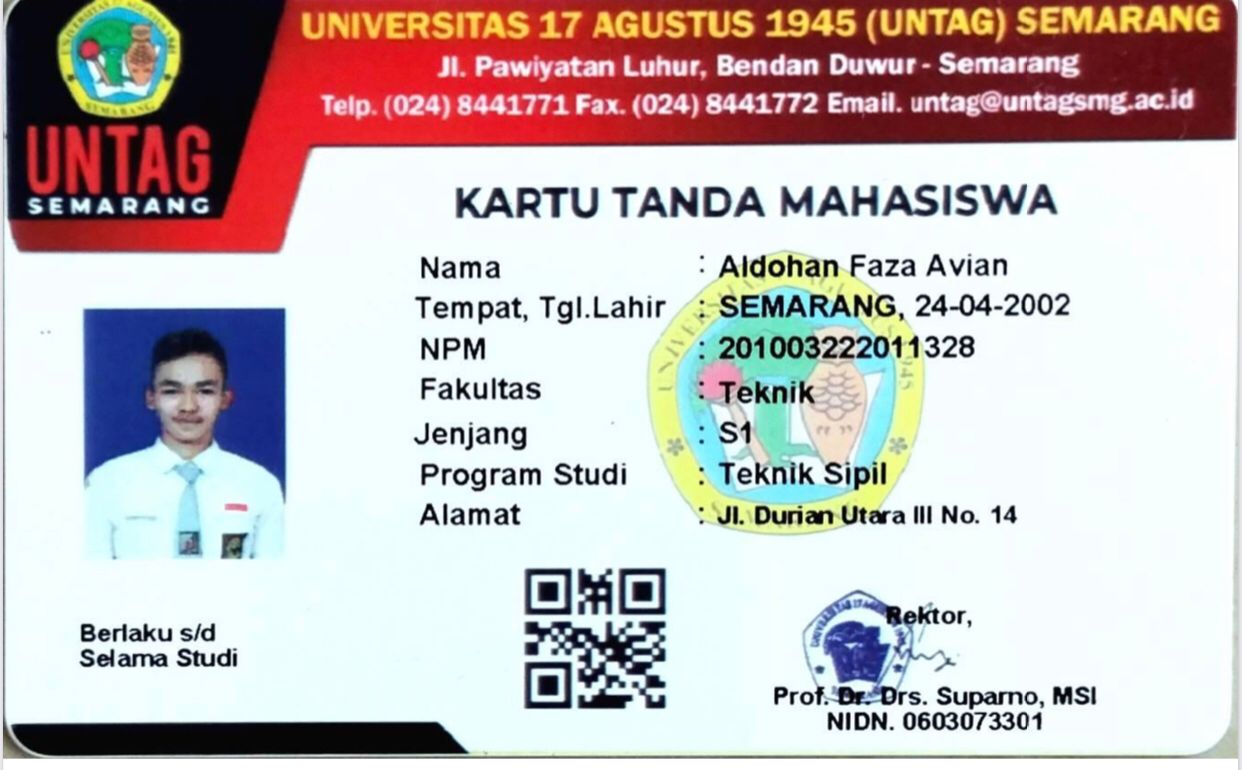 UNIVERSITAS 17 AGUSTUS 1945 (UNTAG) SEMARANG
Jl. Pawiyatan Luhur, Bendan Duwur - Semarang
Telp. (024) 8441771 Fax. (024) 8441772 Email. untag@untagsmg.ac.id
UNTAG
SEMARANG
KARTU TANDA MAHASISWA
Nama : Aldohan Faza Avian
Tempat, Tgl.Lahir : SEMARANG, 24-04-2002
NPM : 201003222011328
Fakultas : Teknik
Jenjang : S1
Program Studi : Teknik Sipil
Alamat : Jl. Durian Utara III No. 14
Berlaku s/d
Selama Studi
Rektor,
Prof. Dr. Drs. Suparno, MSI
NIDN. 0603073301